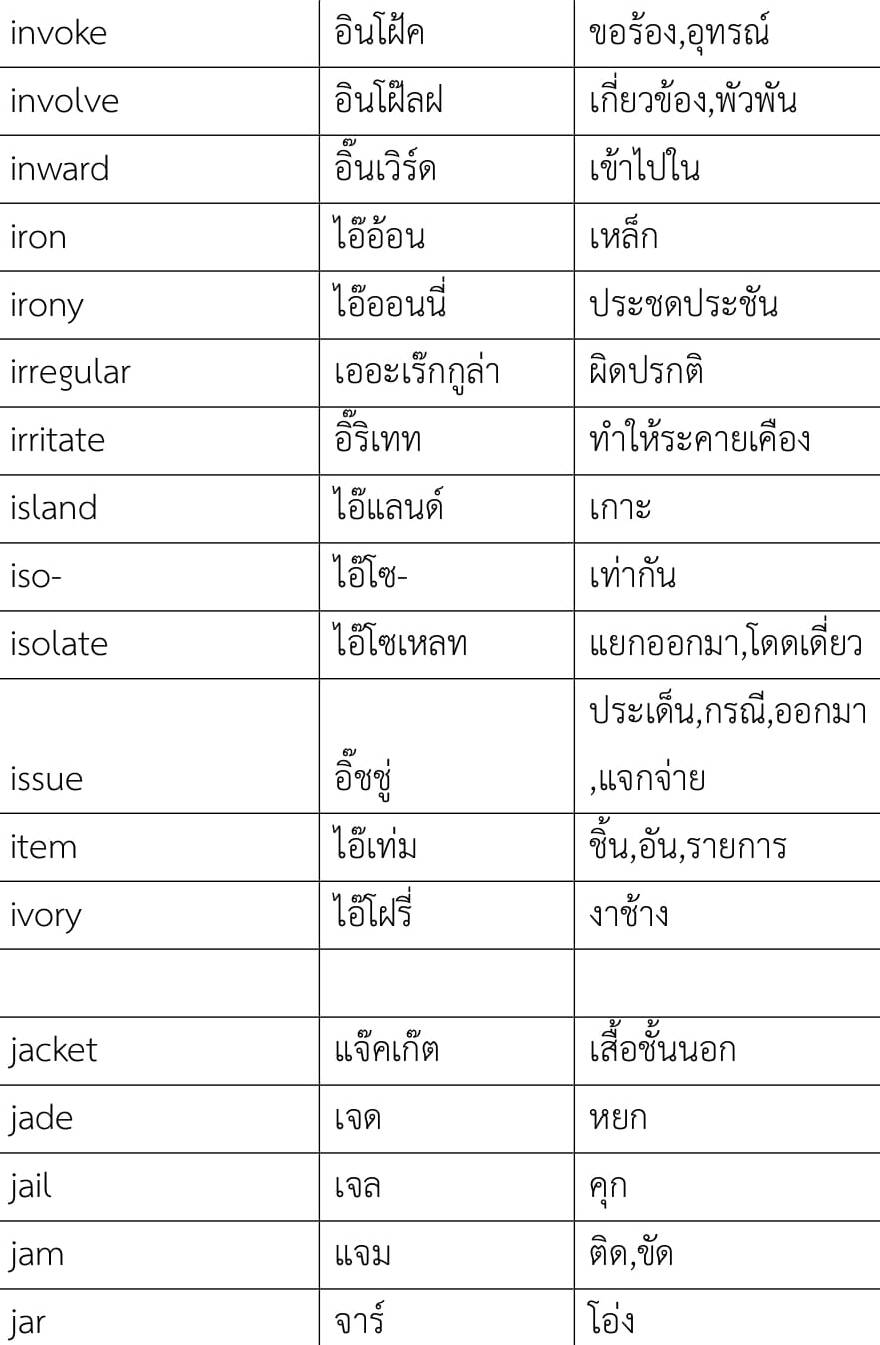 invoke อินโฝ้ค ขอร้อง,อุทรณ์
involve อินโฝ๊ลฝ เกี่ยวข้อง,พัวพัน
inward อิ๊นเวิร์ด เข้าไปใน
iron ไอ๊อ้อน เหล็ก
irony ไอ๊ออนนี่ ประชดประชัน
irregular เออะเร๊กกูล่า ผิดปรกติ
irritate อิ๊ริเทท ทำให้ระคายเคือง
island ไอ๊แลนด์ เกาะ
iso- ไอ๊โซ- เท่ากัน
isolate ไอ๊โซเหลท แยกออกมา,โดดเดี่ยว
ประเด็น,กรณี,ออกมา
issue อิ๊ชชู่ ,แจกจ่าย
item ไอ๊เท่ม ชิ้น,อัน,รายการ
ivory ไอ๊โฝรี่ งาช้าง
jacket แจ๊คเก๊ต เสื้อชั้นนอก
jade เจด หยก
jail เจล คุก
jam แจม ติด,ขัด
jar จาร์ โอ่ง